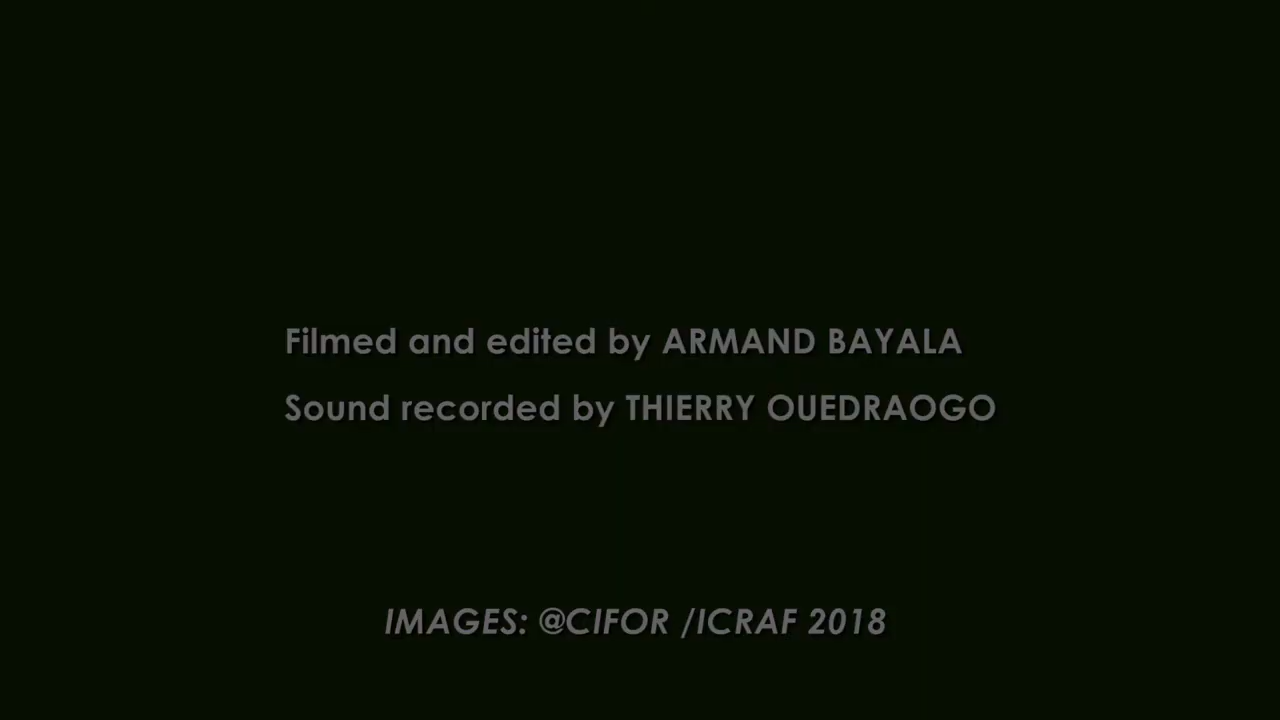 Filmed and edited by ARMAND BAYALA
Sound recorded by THIERRY OUEDRAOGO
IMAGES: @CIFOR /ICRAF 2018